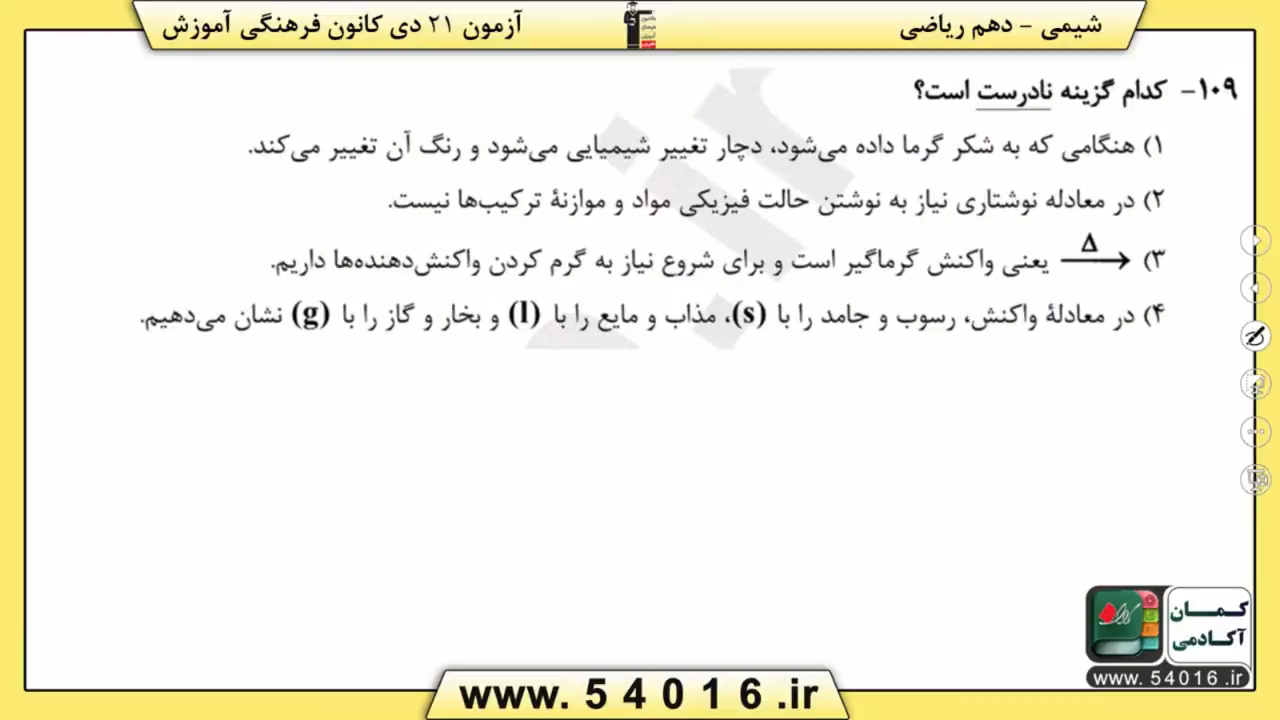 شیمی - دهم ریاضی
آزمون ۲۱ دی کانون فرهنگی آموزش
۱۰۹- کدام گزینه نادرست است؟
۱) هنگامی که به شکر گرما داده می‌شود، دچار تغییر شیمیایی می‌شود و رنگ آن تغییر می‌کند.
۲) در معادله نوشتاری نیاز به نوشتن حالت فیزیکی مواد و موازنهٔ ترکیب‌ها نیست.
۳) Δ⟶ یعنی واکنش گرماگیر است و برای شروع نیاز به گرم کردن واکنش‌دهنده‌ها داریم.
۴) در معادلهٔ واکنش، رسوب و جامد را با (s)، مذاب و مایع را با (l) و بخار و گاز را با (g) نشان می‌دهیم.
کـمـــان
آکـادمی
www. 54016 .ir
www. 5 4 0 1 6 .ir